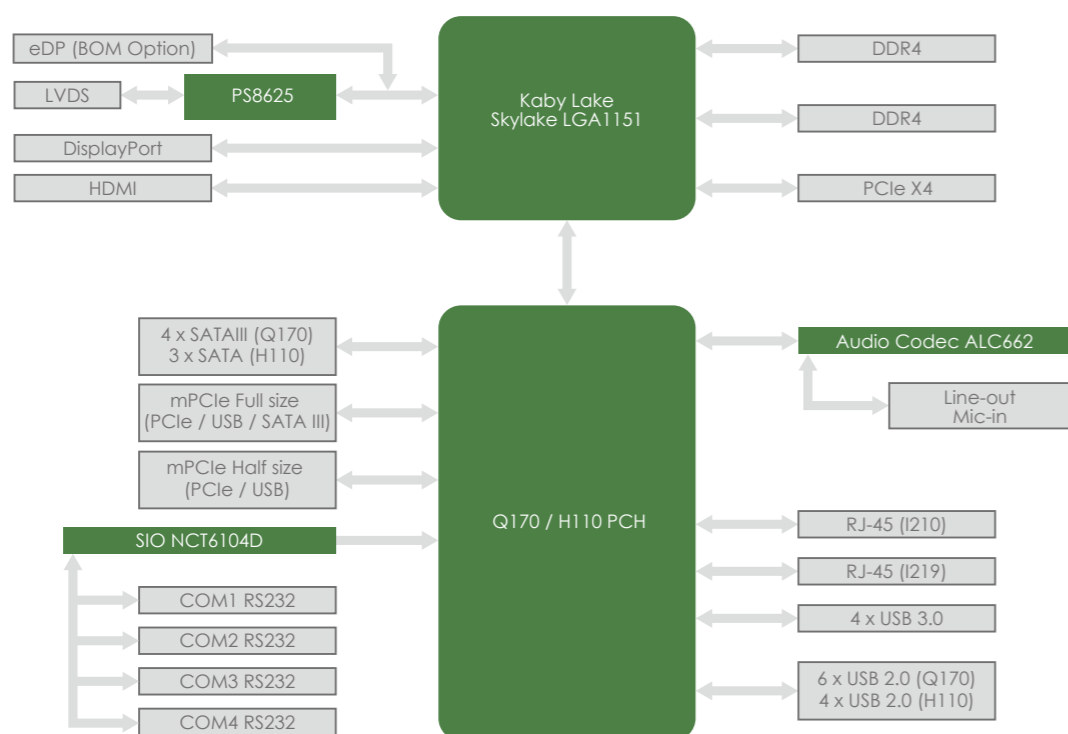 eDP (BOM Option)
LVDS
PS8625
DisplayPort
HDMI
Kaby Lake
Skylake LGA1151
DDR4
DDR4
PCIe X4
4 x SATAIII (Q170)
3 x SATA (H110)
mPCIe Full size
(PCIe / USB / SATA III)
mPCIe Half size
(PCIe / USB)
SIO NCT6104D
COM1 RS232
COM2 RS232
COM3 RS232
COM4 RS232
Q170 / H110 PCH
Audio Codec ALC662
Line-out
Mic-in
RJ-45 (I210)
RJ-45 (I219)
4 x USB 3.0
6 x USB 2.0 (Q170)
4 x USB 2.0 (H110)